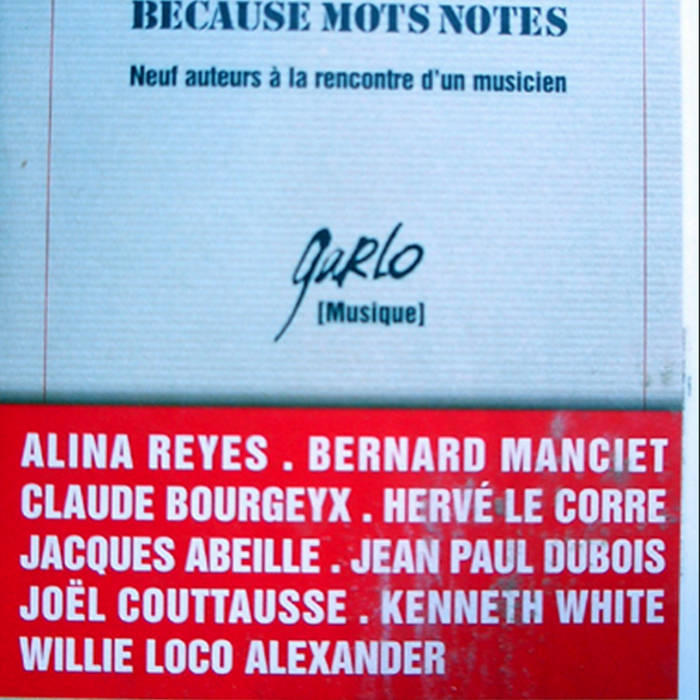 BECAUSE MOTS NOTES
Neuf auteurs à la rencontre d'un musicien
gaRlo
[Musique]
ALINA REYES . BERNARD MANCIET
CLAUDE BOURGEYX . HERVÉ LE CORRE
JACQUES ABEILLE . JEAN PAUL DUBOIS
JOËL COUTTAUSSE . KENNETH WHITE
WILLIE LOCO ALEXANDER